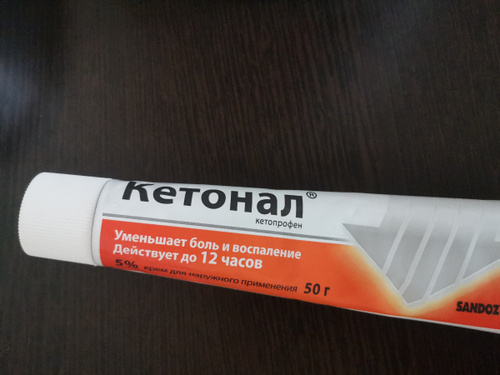 Кетонал®
кетопрофен
Уменьшает боль и воспаление
Действует до 12 часов
5% крем для наружного применения 50 г
SANDOZ